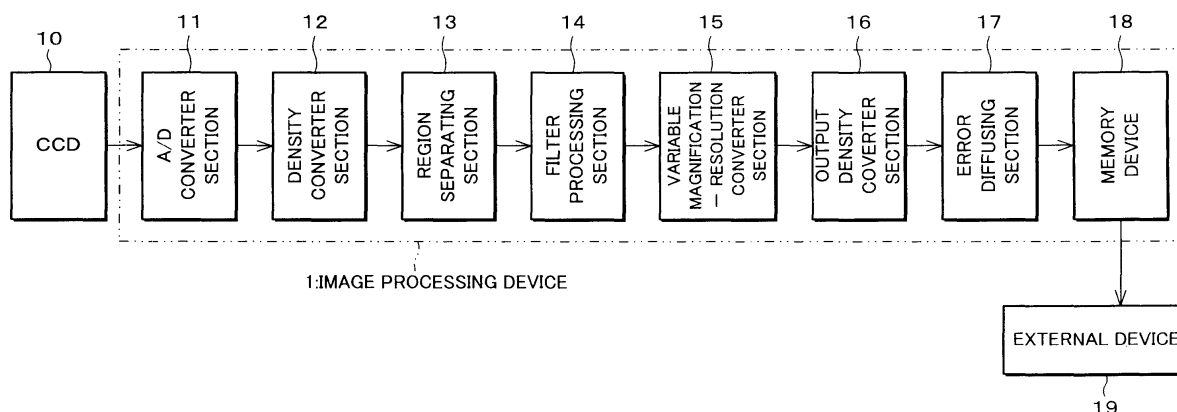 10
11
12
13
14
15
16
17
18
CCD
A/D
CONVERTER
SECTION
DENSITY
CONVERTER
SECTION
REGION
SEPARATING
SECTION
FILTER
PROCESSING
SECTION
VARIABLE
MAGNIFICATION
– RESOLUTION
CONVERTER
SECTION
OUTPUT
DENSITY
COVERTER
SECTION
ERROR
DIFFUSING
SECTION
MEMORY
DEVICE
1:IMAGE PROCESSING DEVICE
EXTERNAL DEVICE
19